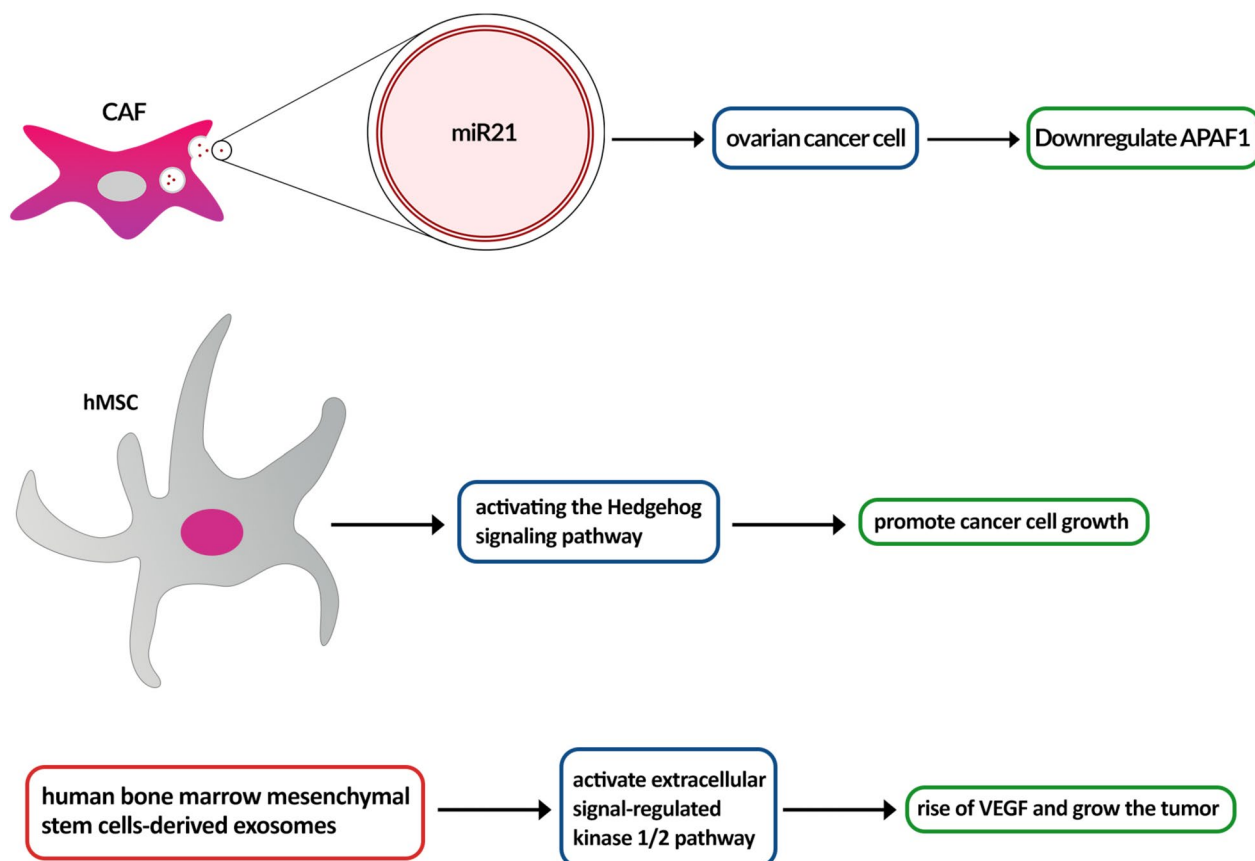 CAF
miR21
ovarian cancer cell
Downregulate APAF1
hMSC
activating the Hedgehog
signaling pathway
promote cancer cell growth
human bone marrow mesenchymal
stem cells-derived exosomes
activate extracellular
signal-regulated
kinase 1/2 pathway
rise of VEGF and grow the tumor